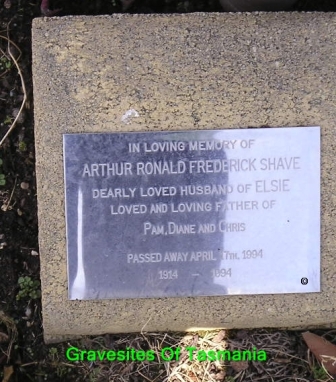 IN LOVING MEMORY OF
ARTHUR RONALD FREDERICK SHAVE
DEARLY LOVED HUSBAND OF ELSIE
LOVED AND LOVING FATHER OF
PAM, DIANE AND CHRIS
PASSED AWAY APRIL 17TH, 1994
1914 – 1994
©
Gravesites Of Tasmania